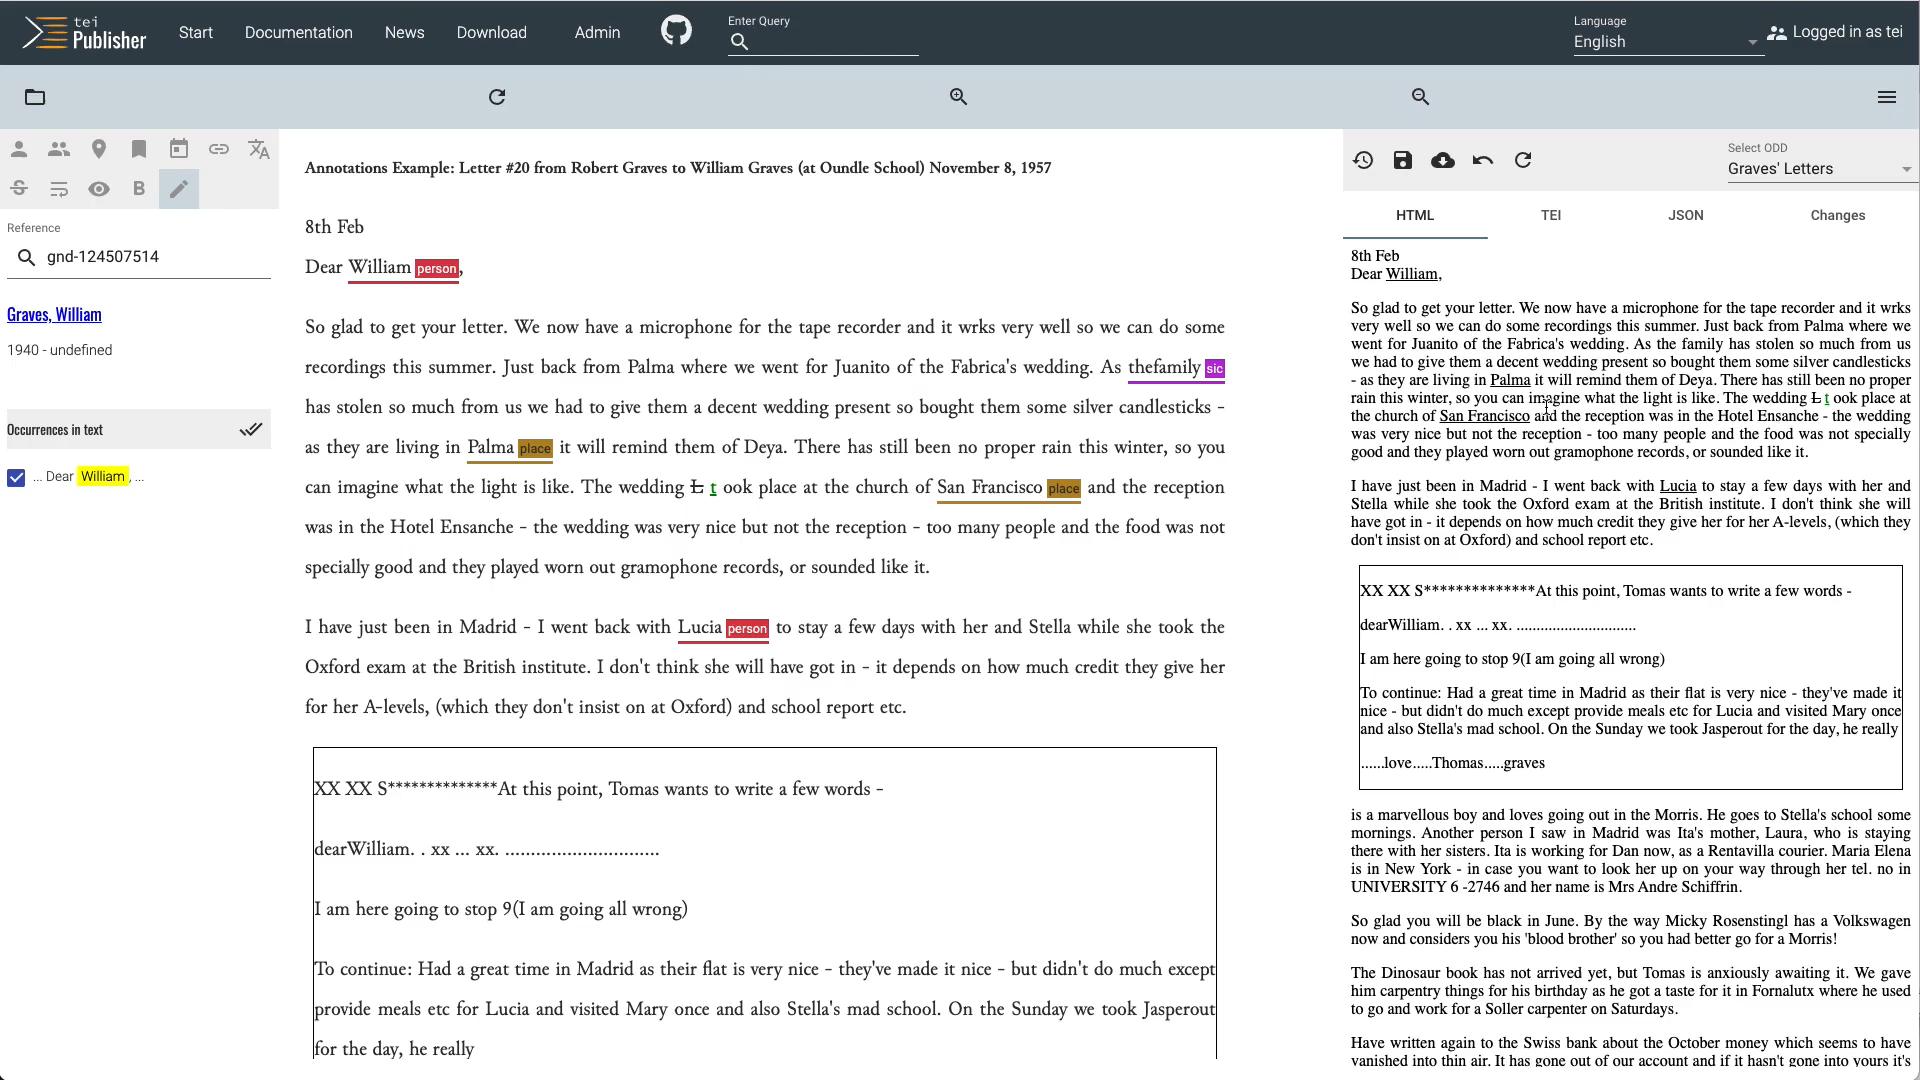 tei
Publisher
Start
Documentation
News
Download
Admin
Enter Query
Language
English
Logged in as tei
B
Reference
gnd-124507514
Graves, William
1940 - undefined
Occurrences in text
... Dear William, ...
Annotations Example: Letter #20 from Robert Graves to William Graves (at Oundle School) November 8, 1957
8th Feb
Dear William person,
So glad to get your letter. We now have a microphone for the tape recorder and it wrks very well so we can do some
recordings this summer. Just back from Palma where we went for Juanito of the Fabrica's wedding. As thefamily sic
has stolen so much from us we had to give them a decent wedding present so bought them some silver candlesticks -
as they are living in Palma place it will remind them of Deya. There has still been no proper rain this winter, so you
can imagine what the light is like. The wedding L t ook place at the church of San Francisco place and the reception
was in the Hotel Ensanche - the wedding was very nice but not the reception - too many people and the food was not
specially good and they played worn out gramophone records, or sounded like it.
I have just been in Madrid - I went back with Lucia person to stay a few days with her and Stella while she took the
Oxford exam at the British institute. I don't think she will have got in - it depends on how much credit they give her
for her A-levels, (which they don't insist on at Oxford) and school report etc.
XX XX S**************At this point, Tomas wants to write a few words -
dearWilliam. . xx ... xx. ..............................
I am here going to stop 9(I am going all wrong)
To continue: Had a great time in Madrid as their flat is very nice - they've made it nice - but didn't do much except
provide meals etc for Lucia and visited Mary once and also Stella's mad school. On the Sunday we took Jasperout
for the day, he really
Select ODD
Graves' Letters
HTML
TEI
JSON
Changes
8th Feb
Dear William,
So glad to get your letter. We now have a microphone for the tape recorder and it wrks
very well so we can do some recordings this summer. Just back from Palma where we
went for Juanito of the Fabrica's wedding. As the family has stolen so much from us
we had to give them a decent wedding present so bought them some silver candlesticks
- as they are living in Palma it will remind them of Deya. There has still been no proper
rain this winter, so you can imagine what the light is like. The wedding L t ook place at
the church of San Francisco and the reception was in the Hotel Ensanche - the wedding
was very nice but not the reception - too many people and the food was not specially
good and they played worn out gramophone records, or sounded like it.
I have just been in Madrid - I went back with Lucia to stay a few days with her and
Stella while she took the Oxford exam at the British institute. I don't think she will
have got in - it depends on how much credit they give her for her A-levels, (which they
don't insist on at Oxford) and school report etc.
XX XX S**************At this point, Tomas wants to write a few words -
dearWilliam. . xx ... xx. ..............................
I am here going to stop 9(I am going all wrong)
To continue: Had a great time in Madrid as their flat is very nice - they've made it
nice - but didn't do much except provide meals etc for Lucia and visited Mary once
and also Stella's mad school. On the Sunday we took Jasperout for the day, he really
......love.....Thomas.....graves
is a marvellous boy and loves going out in the Morris. He goes to Stella's school some
mornings. Another person I saw in Madrid was Ita's mother, Laura, who is staying
there with her sisters. Ita is working for Dan now, as a Rentavilla courier. Maria Elena
is in New York - in case you want to look her up on your way through her tel. no in
UNIVERSITY 6 -2746 and her name is Mrs Andre Schiffrin.
So glad you will be black in June. By the way Micky Rosenstingl has a Volkswagen
now and considers you his 'blood brother' so you had better go for a Morris!
The Dinosaur book has not arrived yet, but Tomas is anxiously awaiting it. We gave
him carpentry things for his birthday as he got a taste for it in Fornalutx where he used
to go and work for a Soller carpenter on Saturdays.
Have written again to the Swiss bank about the October money which seems to have
vanished into thin air. It has gone out of our account and if it hasn't gone into yours it's